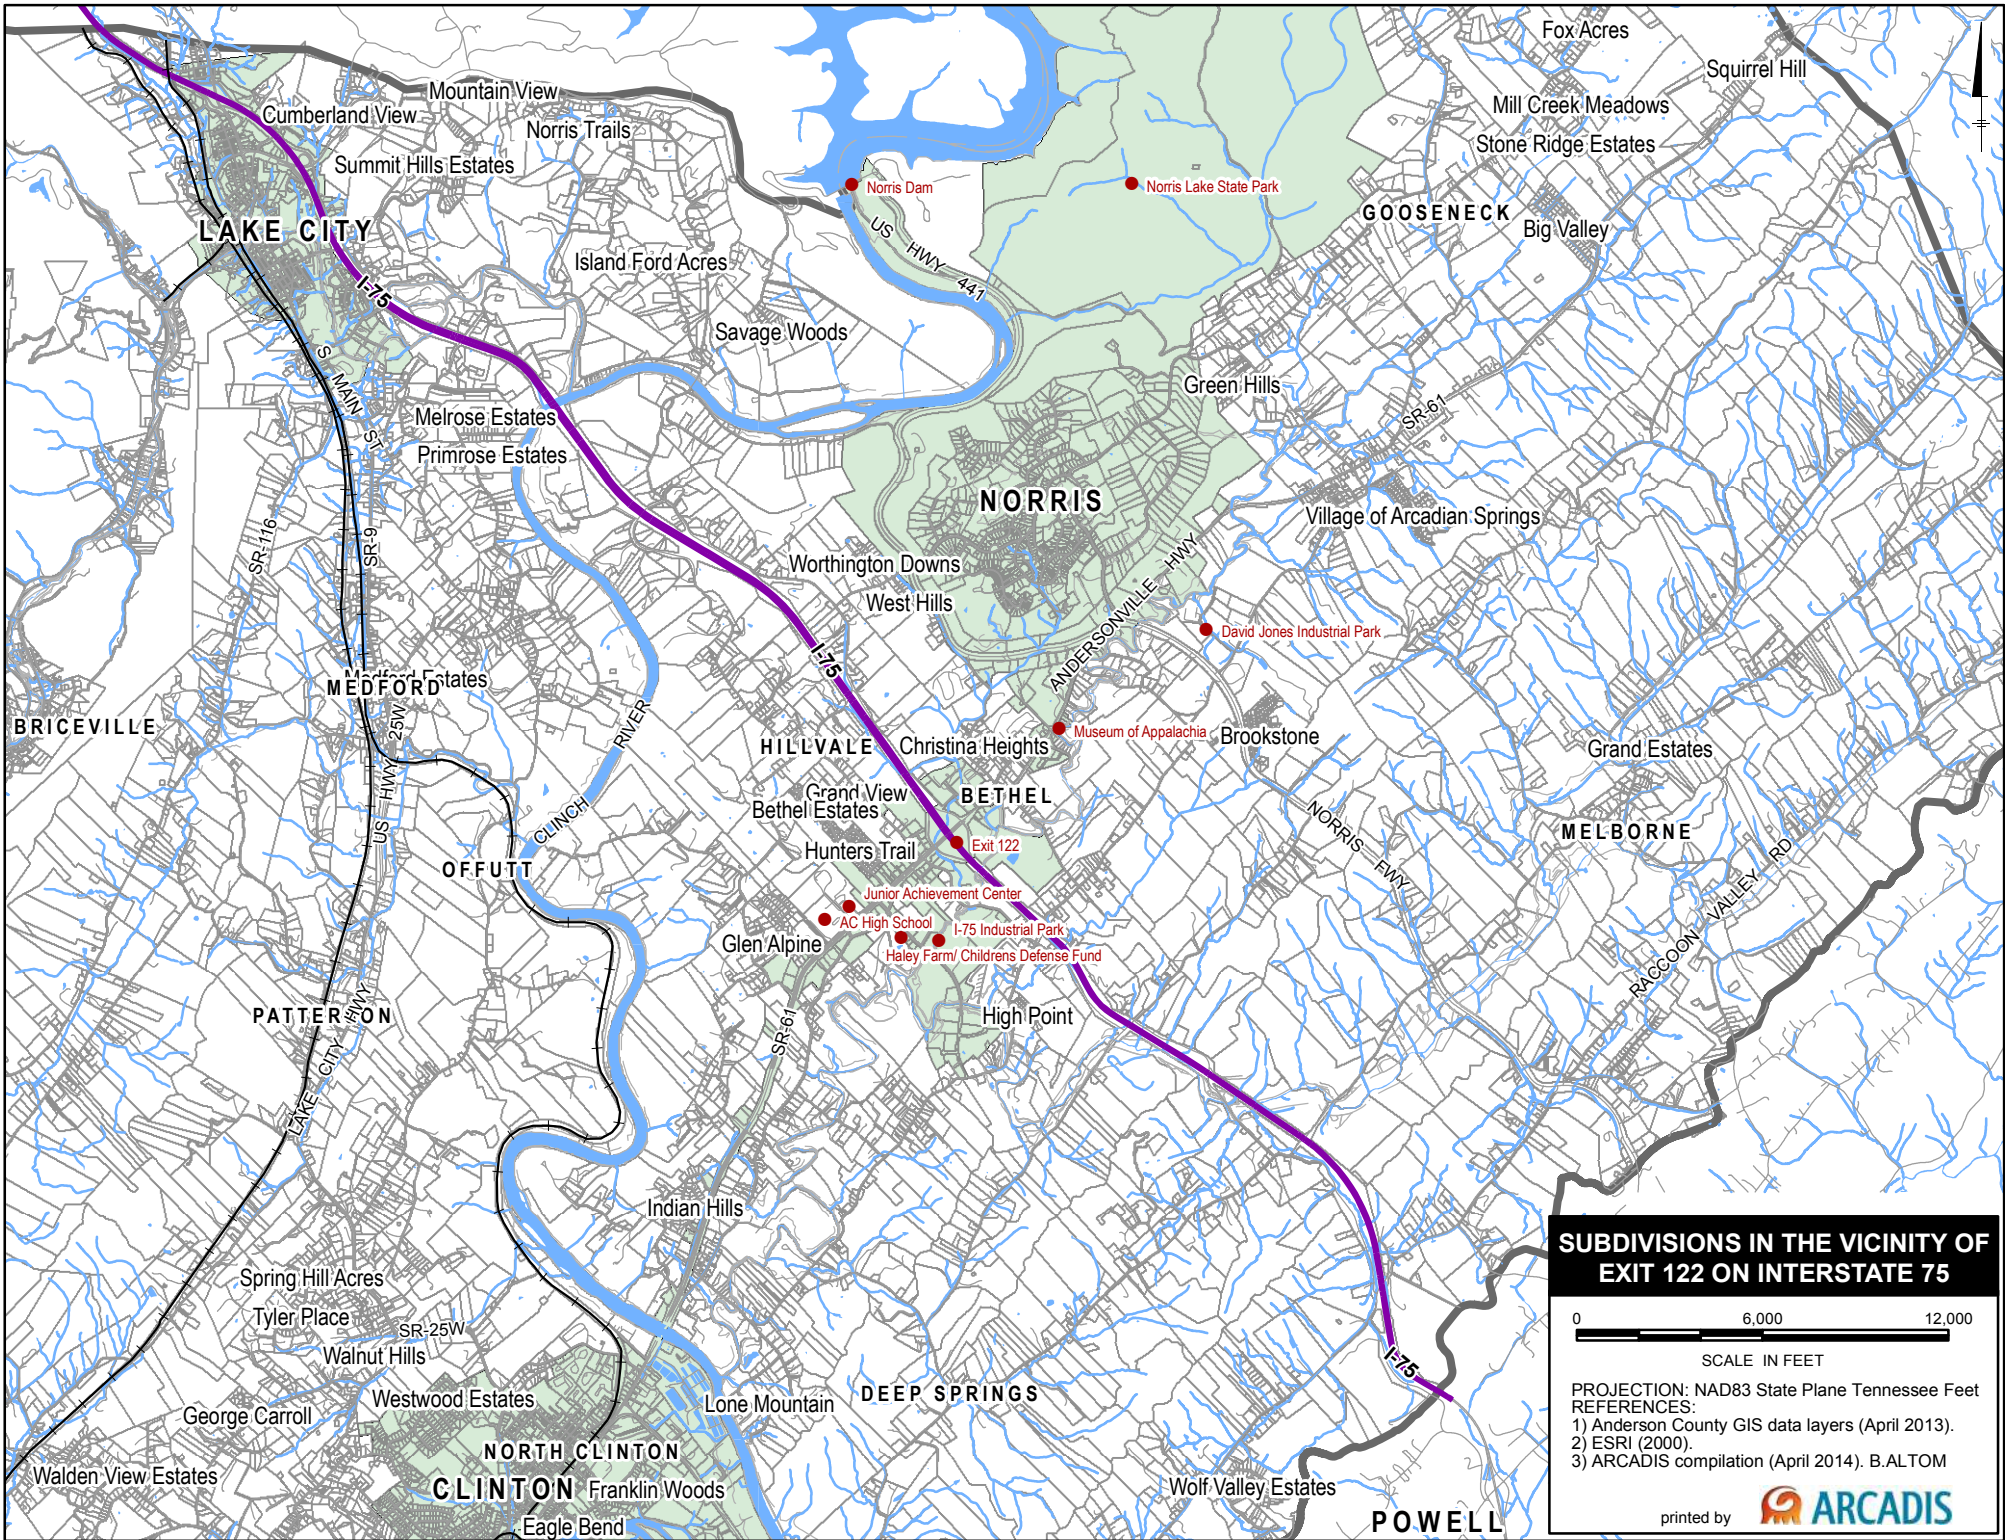 Fox Acres
Squirrel Hill
Mountain View
Mill Creek Meadows
Cumberland View
Norris Trails
Stone Ridge Estates
Summit Hills Estates
Norris Dam
Norris Lake State Park
GOOSENECK
LAKE CITY
US HWY 441
Big Valley
Island Ford Acres
I-75
Savage Woods
S MAIN ST
Green Hills
SR-61
Melrose Estates
Primrose Estates
NORRIS
Village of Arcadian Springs
SR-116
SR-9
Worthington Downs
West Hills
ANDERSONVILLE HWY
David Jones Industrial Park
I-75
Medford Estates
MEDFORD
BRICEVILLE
US HWY 25W
CLINCH RIVER
HILLVALE
Christina Heights
Museum of Appalachia
Brookstone
Grand Estates
Grand View
BETHEL
Bethel Estates
NORRIS FWY
MELBORNE
Hunters Trail
Exit 122
OFFUTT
RACCOON VALLEY RD
Junior Achievement Center
AC High School
I-75 Industrial Park
Glen Alpine
Haley Farm/ Childrens Defense Fund
PATTERSON
LAKE CITY HWY
High Point
SR-61
Indian Hills
Spring Hill Acres
Tyler Place
SR-25W
Walnut Hills
I-75
Westwood Estates
DEEP SPRINGS
Lone Mountain
George Carroll
NORTH CLINTON
Walden View Estates
CLINTON
Franklin Woods
Wolf Valley Estates
Eagle Bend
POWELL
SUBDIVISIONS IN THE VICINITY OF
EXIT 122 ON INTERSTATE 75
0 6,000 12,000
SCALE IN FEET
PROJECTION: NAD83 State Plane Tennessee Feet
REFERENCES:
1) Anderson County GIS data layers (April 2013).
2) ESRI (2000).
3) ARCADIS compilation (April 2014). B.ALTOM
printed by ARCADIS